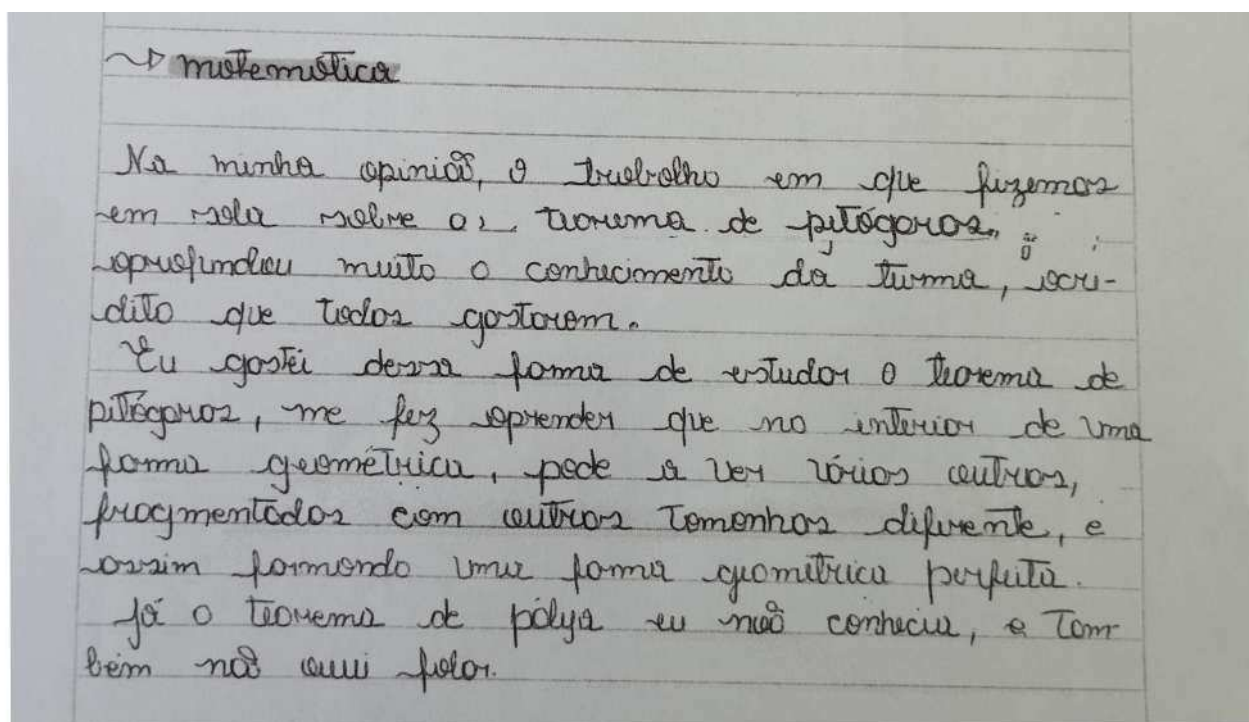 matemática
Na minha opinião, o trabalho em que fizemos
em sala sobre o teorema de pitágoras,
aprofundiou muito o conhecimento da turma, acre-
dito que todos gostaram.
Eu gostei dessa forma de estudar o teorema de
pitágoras, me fez aprender que no interior de uma
forma geométrica, pode a ver vários outros,
fragmentados com outros tamanhos diferente, e
assim formando uma forma geométrica perfeita.
Já o teorema de pólya eu não conhecia, e tam
bém não ouvi falar.